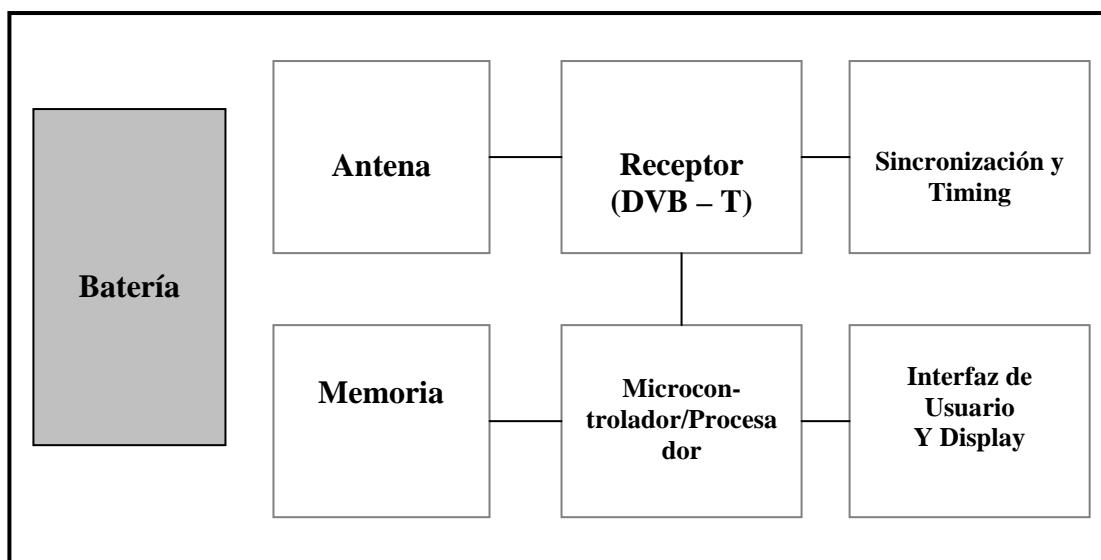 Batería
Antena
Receptor
(DVB – T)
Sincronización y
Timing
Memoria
Microcon-
trolador/Procesa
dor
Interfaz de
Usuario
Y Display